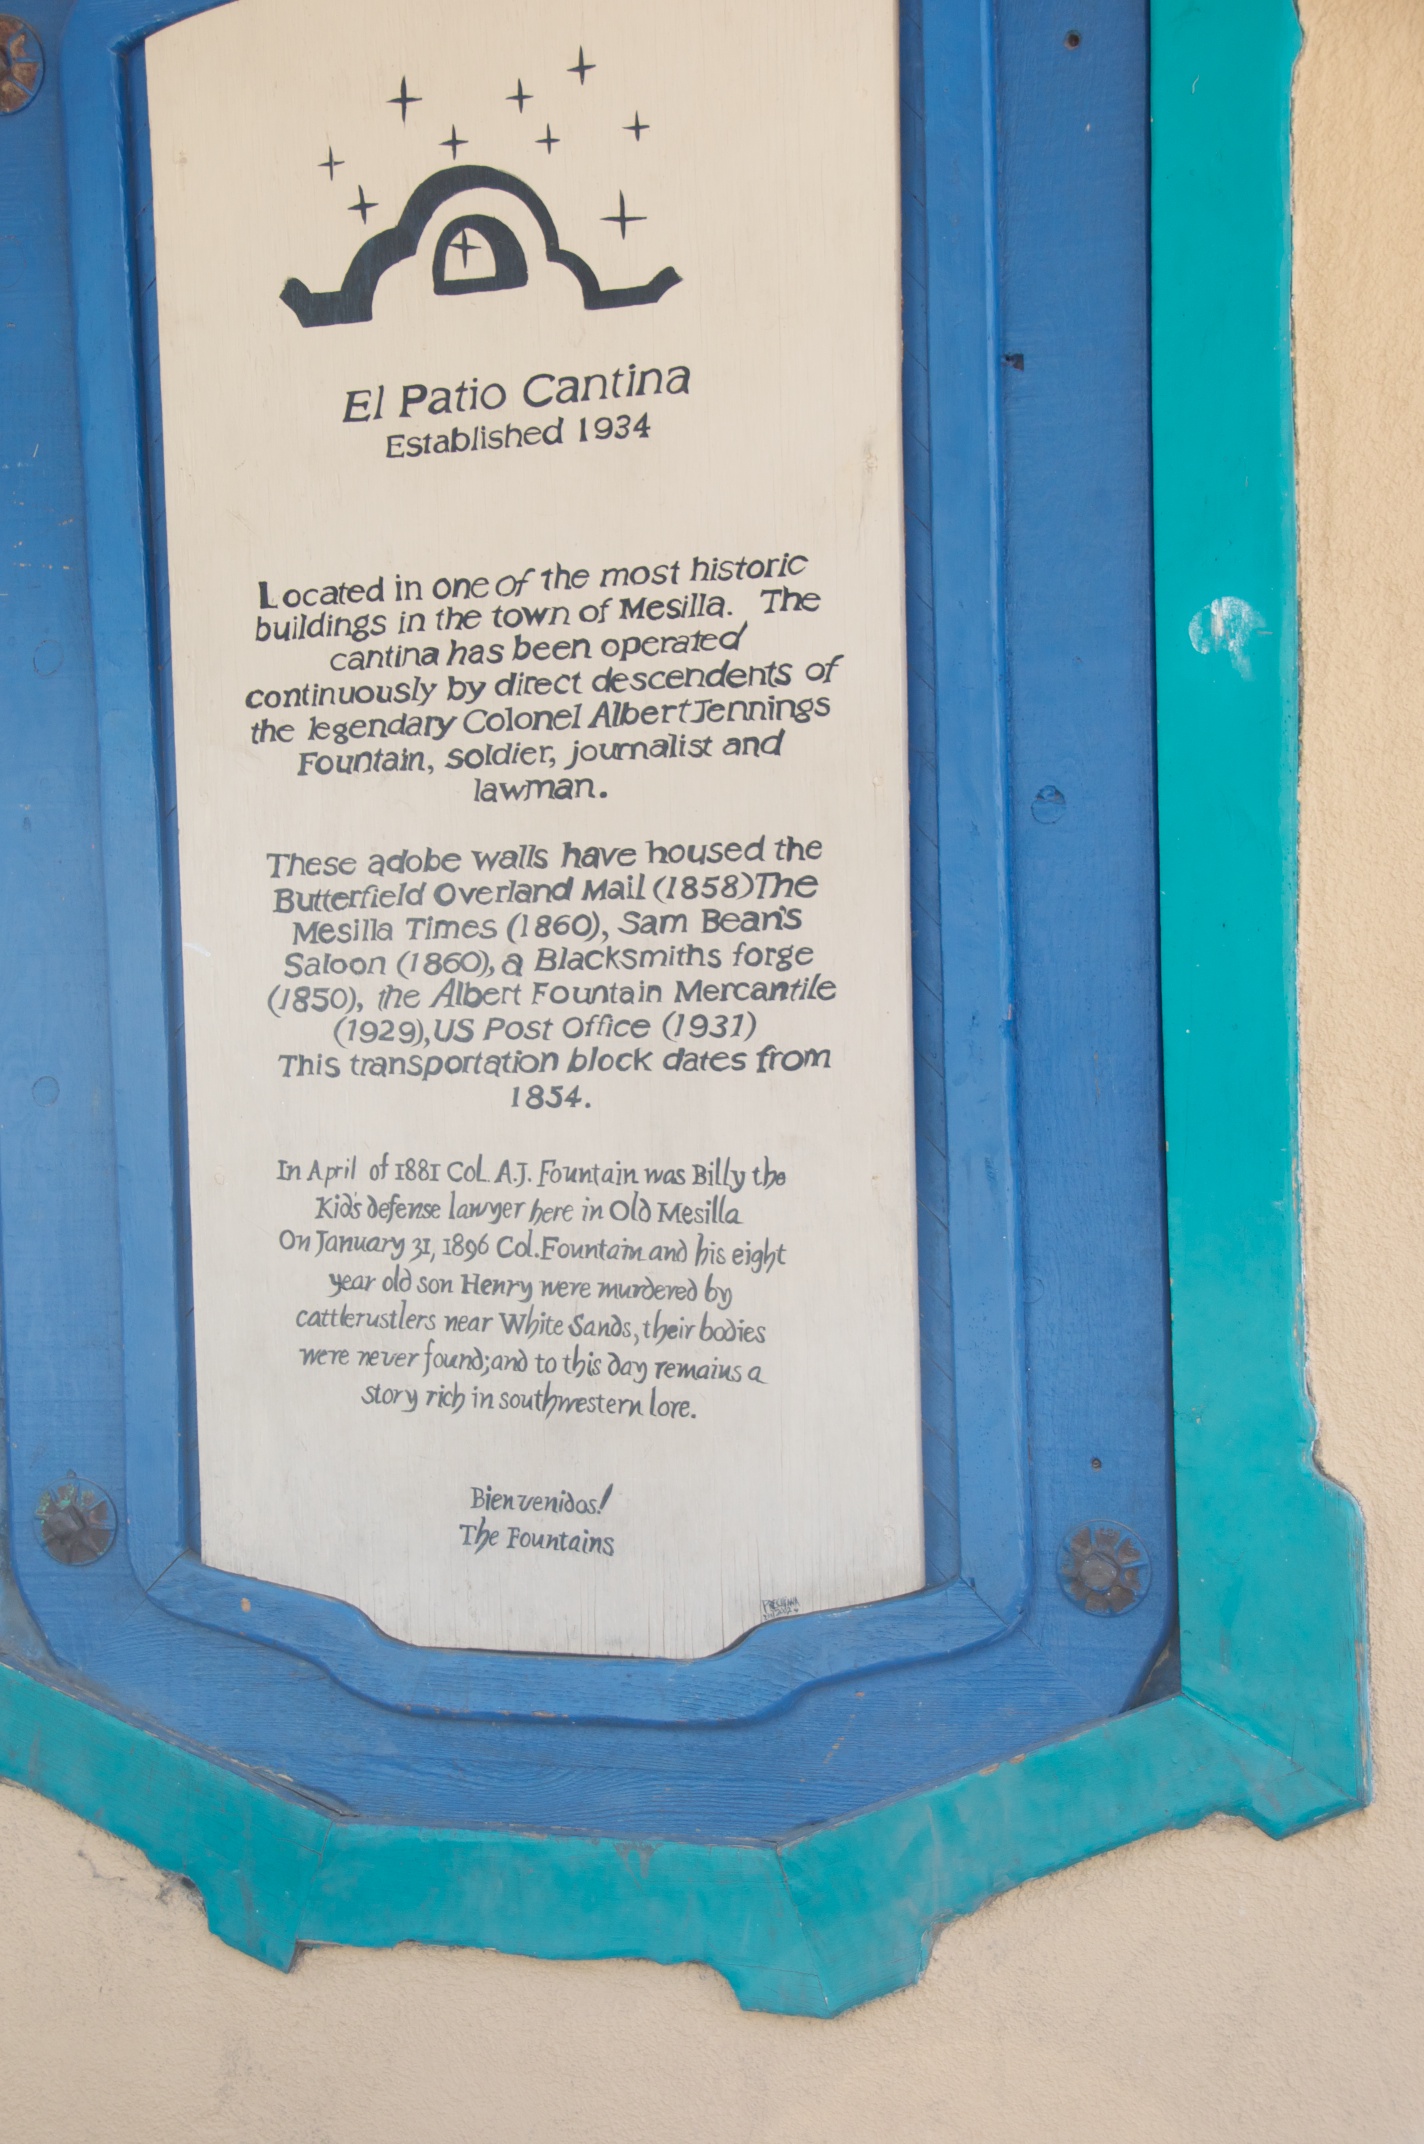 El Patio Cantina
Established 1934
Located in one of the most historic
buildings in the town of Mesilla. The
cantina has been operated
continuously by direct descendents of
the legendary Colonel Albert Jennings
Fountain, soldier, journalist and
lawman.
These adobe walls have housed the
Butterfield Overland Mail (1858)The
Mesilla Times (1860), Sam Bean's
Saloon (1860), a Blacksmiths forge
(1850), the Albert Fountain Mercantile
(1929),US Post Office (1931)
This transportation block dates from
1854.
In April of 1881 Col. A.J. Fountain was Billy the
Kid's defense lawyer here in Old Mesilla
On January 31, 1896 Col.Fountain and his eight
year old son Henry were murdered by
cattlerustlers near White Sands, their bodies
were never found;and to this day remains a
story rich in southwestern lore.
Bienvenidos!
The Fountains